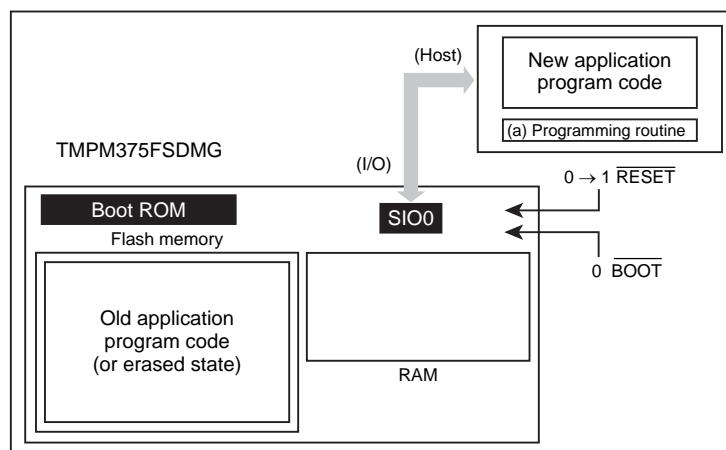 (Host)
New application
program code
(a) Programming routine
TMPM375FSDMG
(I/O)
0 → 1 RESET
Boot ROM
SIO0
Flash memory
0 BOOT
Old application
program code
(or erased state)
RAM